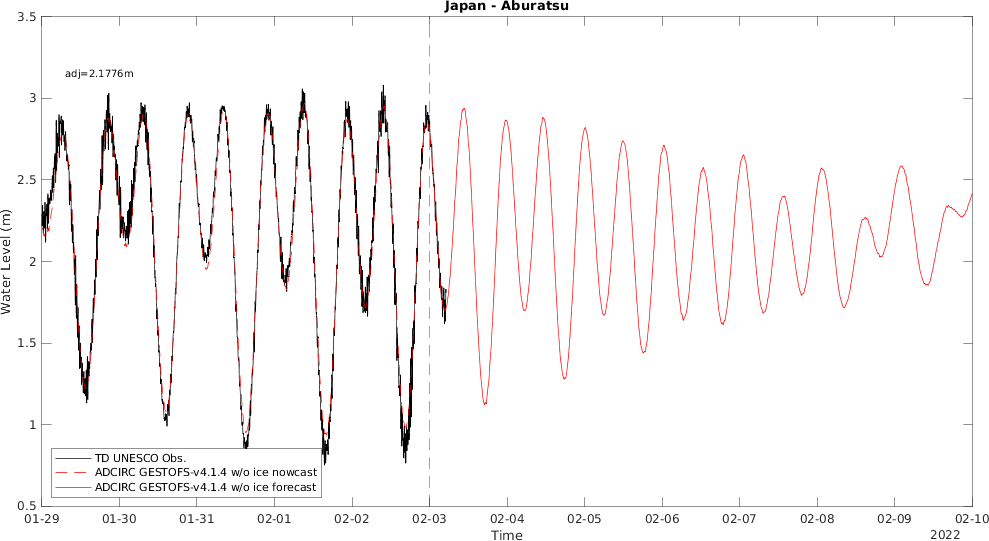 Japan - Aburatsu
3.5
adj=2.1776m
3
2.5
Water Level (m)
2
1.5
1
TD UNESCO Obs.
ADCIRC GESTOFS-v4.1.4 w/o ice nowcast
ADCIRC GESTOFS-v4.1.4 w/o ice forecast
0.5
01-29 01-30 01-31 02-01 02-02 02-03 02-04 02-05 02-06 02-07 02-08 02-09 02-10
Time 2022